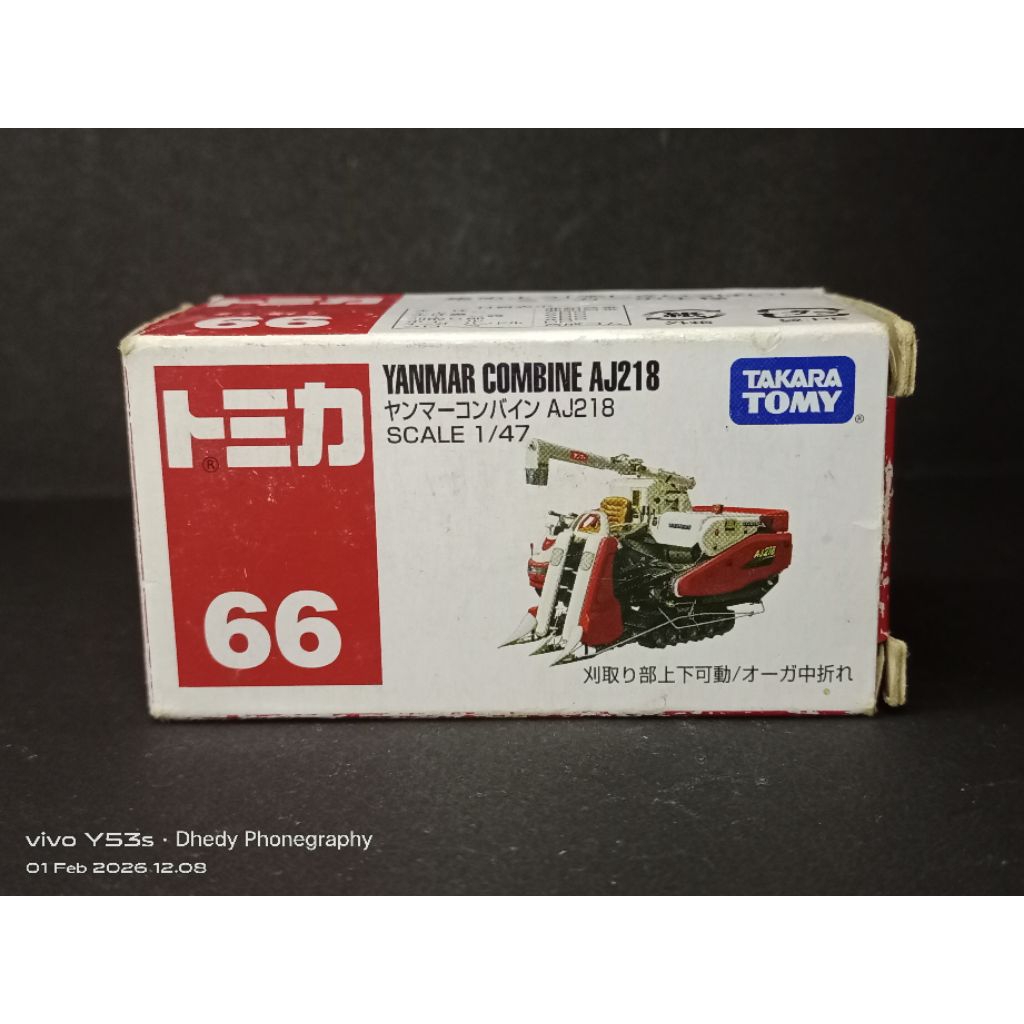 トミカ
66
YANMAR COMBINE AJ218
ヤンマーコンバイン AJ218
SCALE 1/47
TAKARA
TOMY
トミカ
®
66
AJ218
刈取り部上下可動/オーガ中折れ
®
vivo Y53s · Dhedy Phonegraphy
01 Feb 2026 12.08